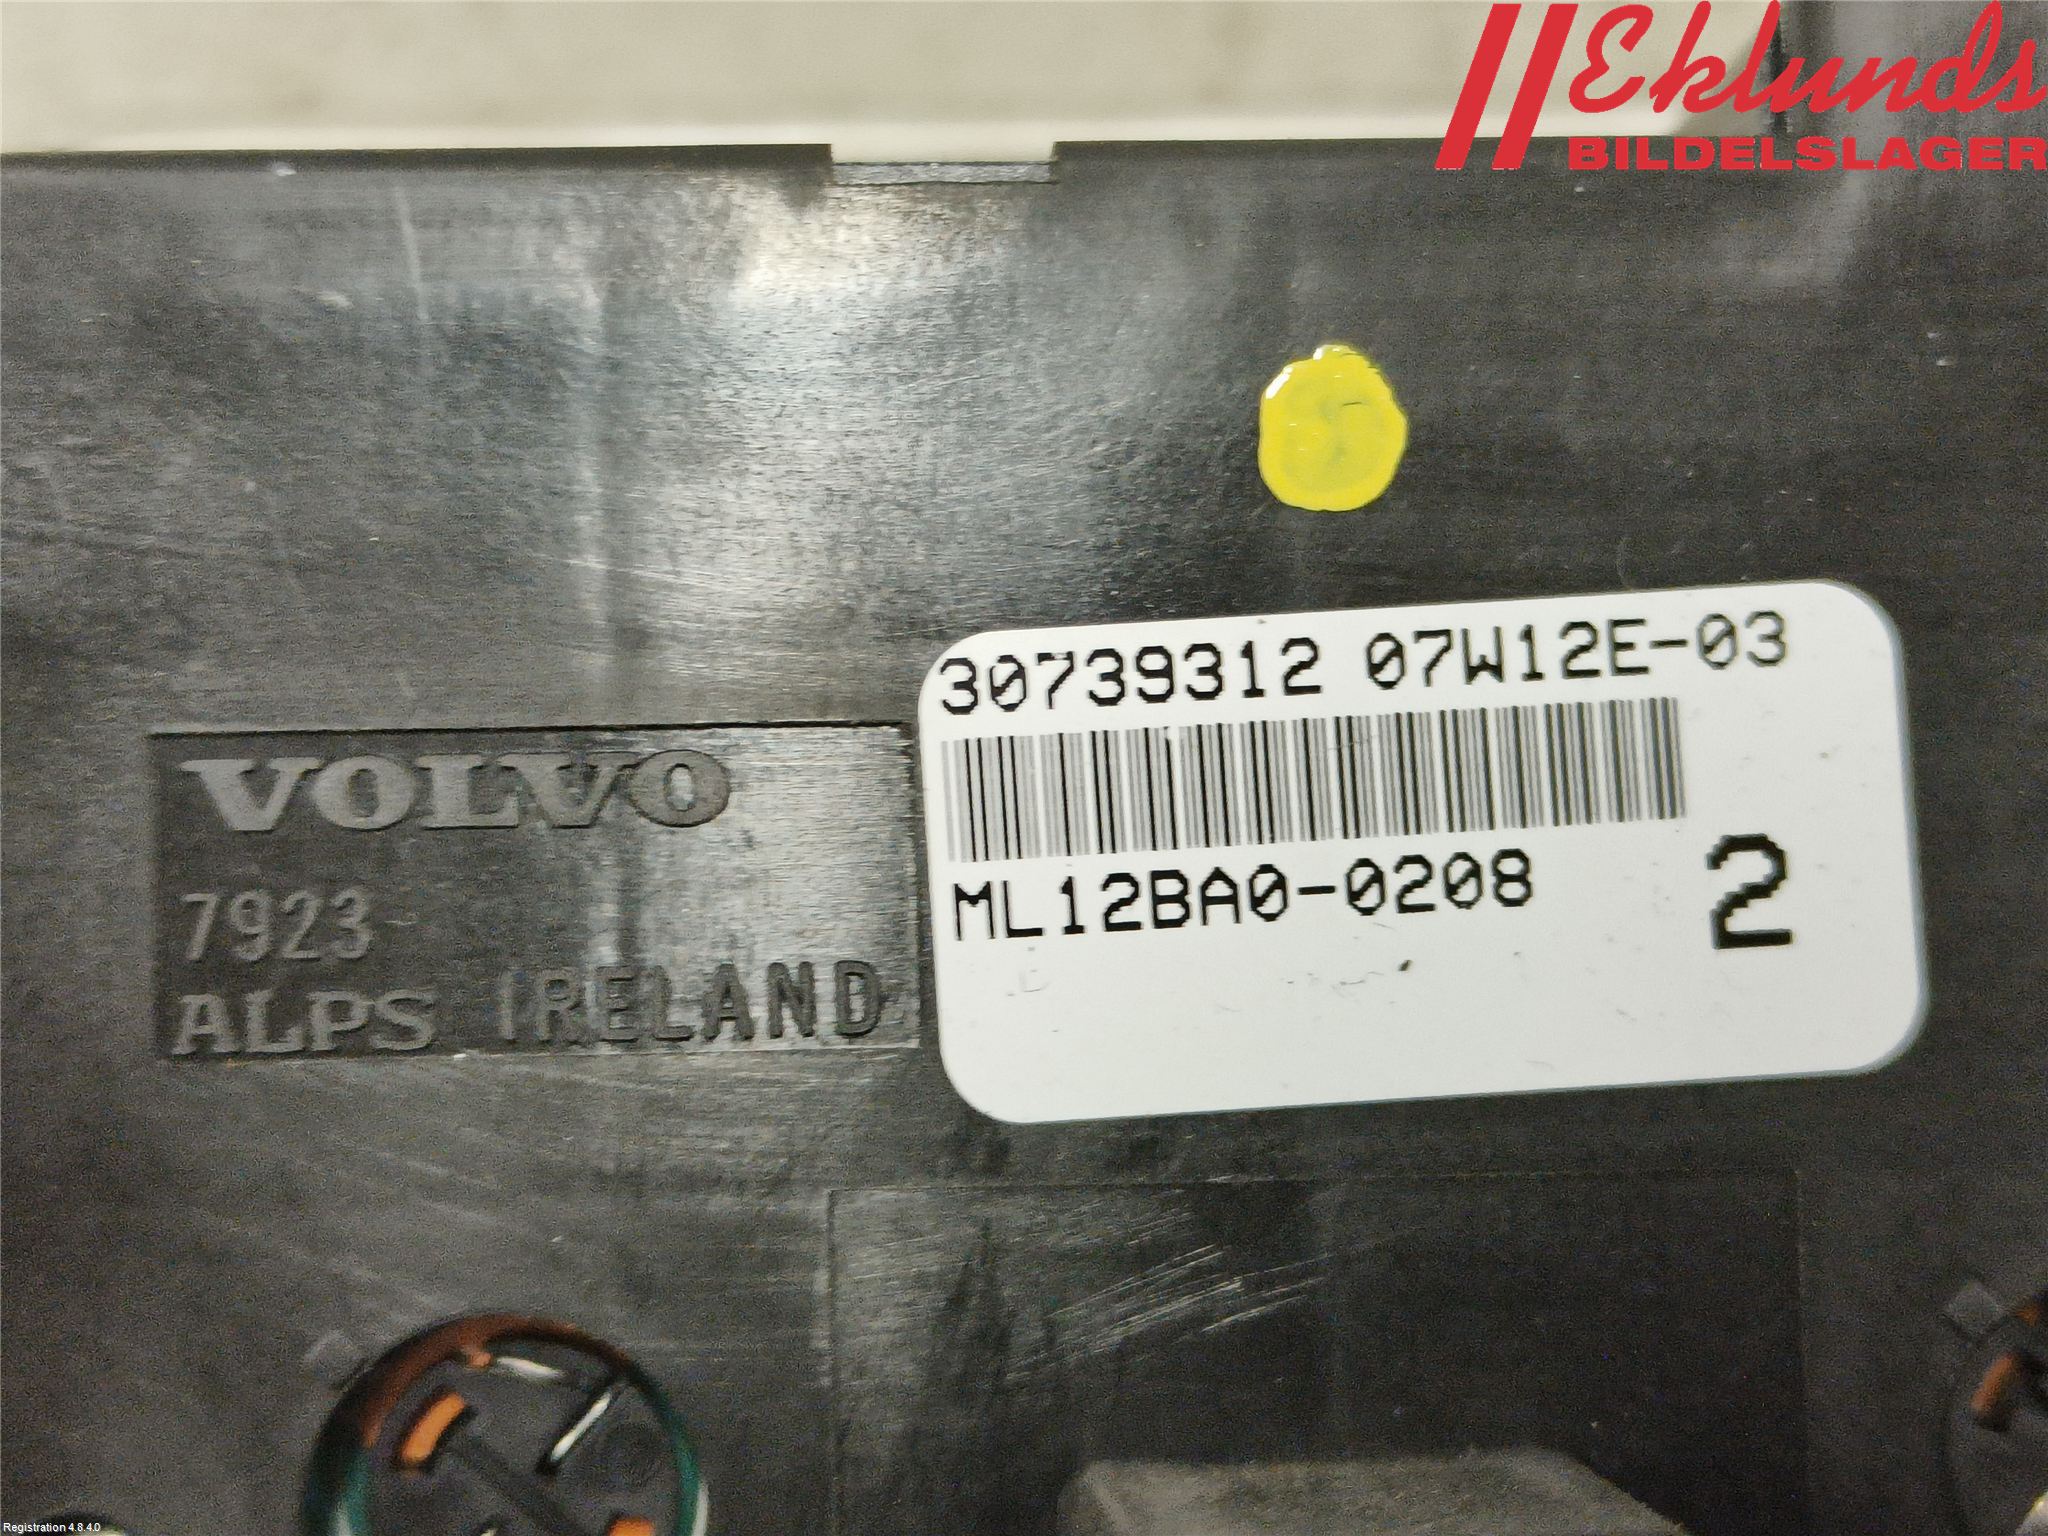 Eklunds
BILDELSLAGER
30739312 07W12E-03
VOLVO
ML12BA0-0208
2
7923
ALPS IRELAND
Registration 4.8.4.0